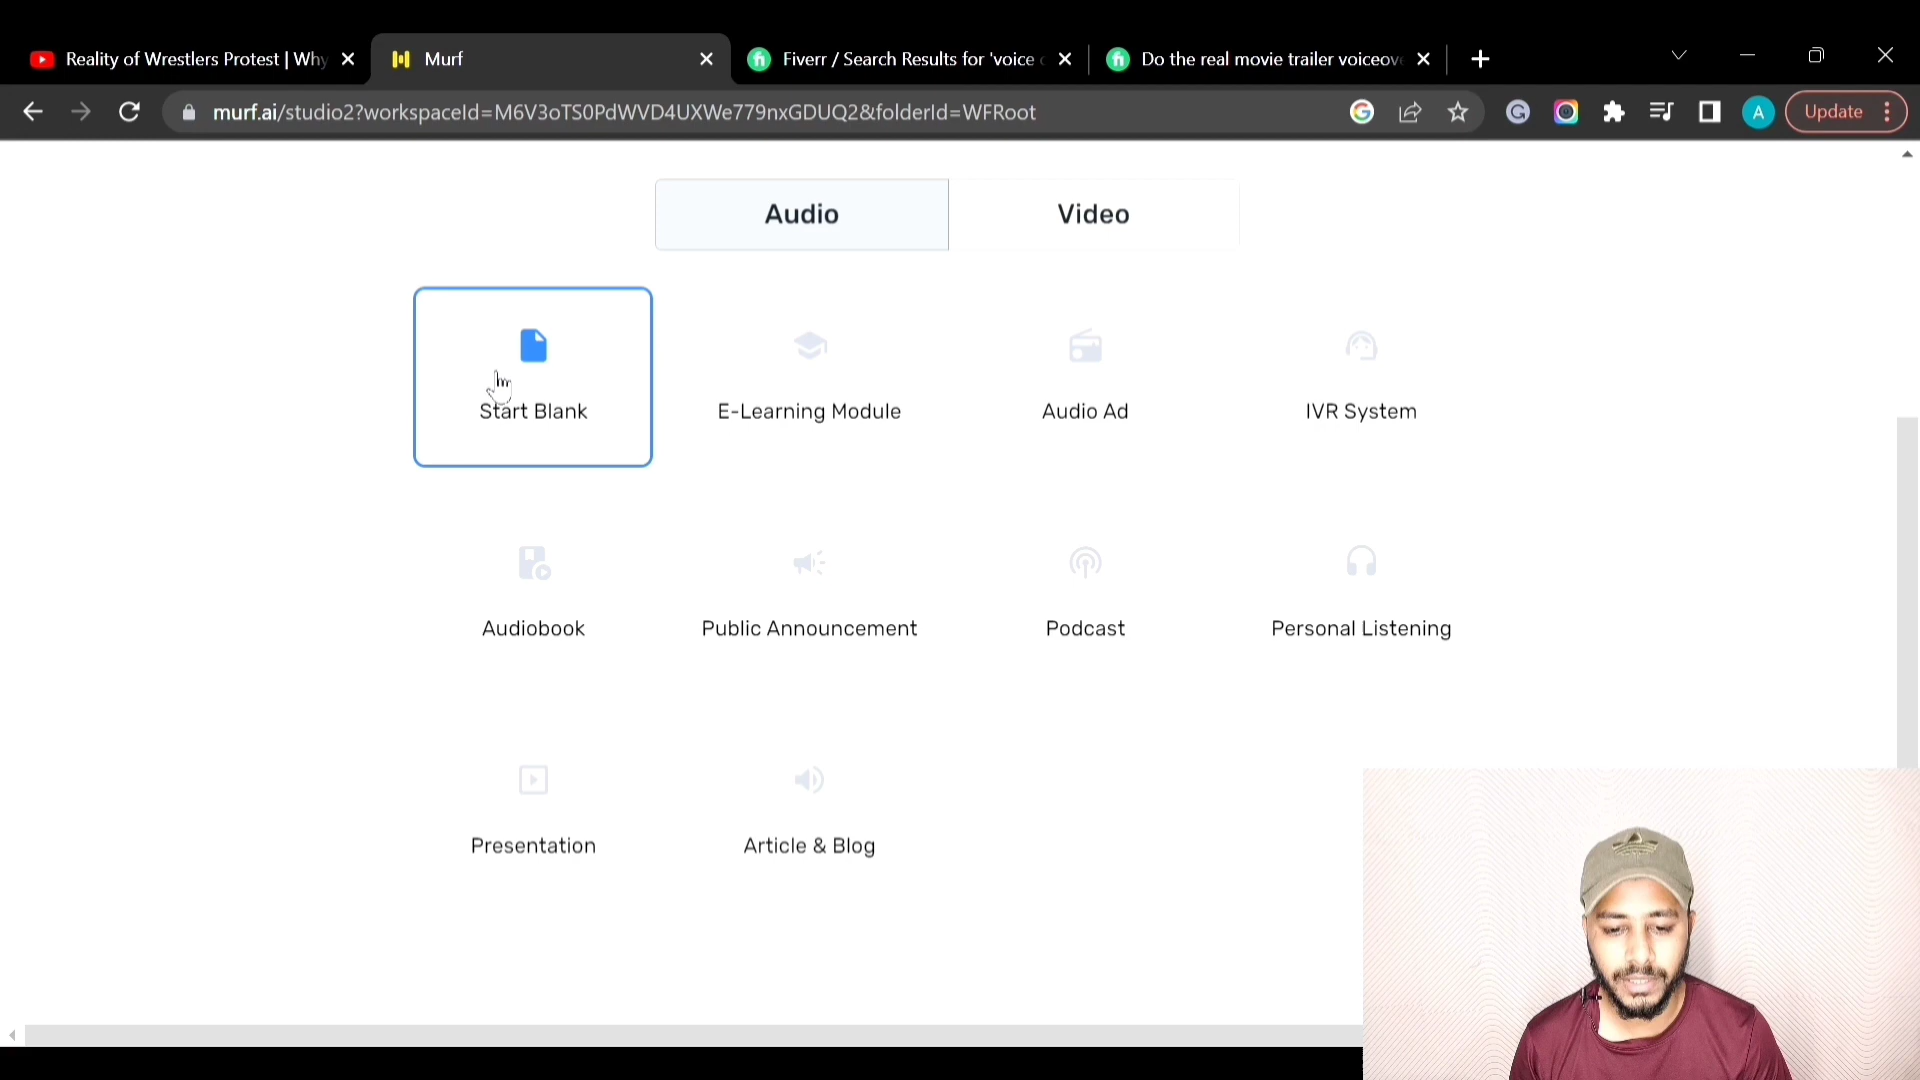 Reality of Wrestlers Protest | Why
Murf
Fiverr / Search Results for 'voice
Do the real movie trailer voiceov
murf.ai/studio2?workspaceId=M6V3oTS0PdWVD4UXWe779nxGDUQ2&folderId=WFRoot
A
Update
Audio
Video
Start Blank
E-Learning Module
Audio Ad
IVR System
Audiobook
Public Announcement
Podcast
Personal Listening
Presentation
Article & Blog